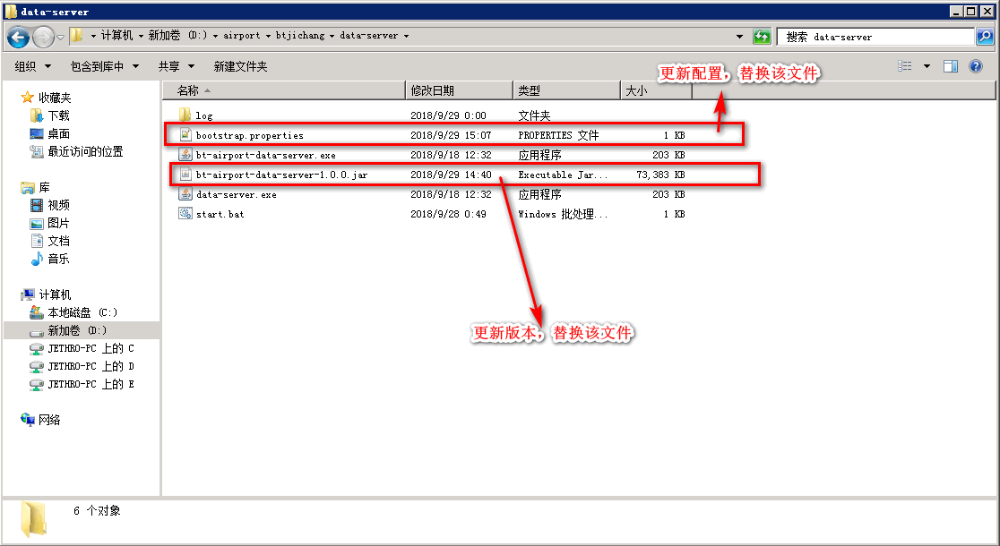 data-server
计算机 新加卷 (D:) airport btjichang data-server
搜索 data-server
组织 包含到库中 共享 新建文件夹
更新配置，替换该文件
收藏夹
下载
桌面
最近访问的位置
库
视频
图片
文档
音乐
计算机
本地磁盘 (C:)
新加卷 (D:)
JETHRO-PC 上的 C
JETHRO-PC 上的 D
JETHRO-PC 上的 E
网络
名称 修改日期 类型 大小
log 2018/9/29 0:00 文件夹
bootstrap.properties 2018/9/29 15:07 PROPERTIES 文件 1 KB
bt-airport-data-server.exe 2018/9/18 12:32 应用程序 203 KB
bt-airport-data-server-1.0.0.jar 2018/9/29 14:40 Executable Jar... 73,383 KB
data-server.exe 2018/9/18 12:32 应用程序 203 KB
start.bat 2018/9/28 0:49 Windows 批处理... 1 KB
更新版本，替换该文件
6 个对象